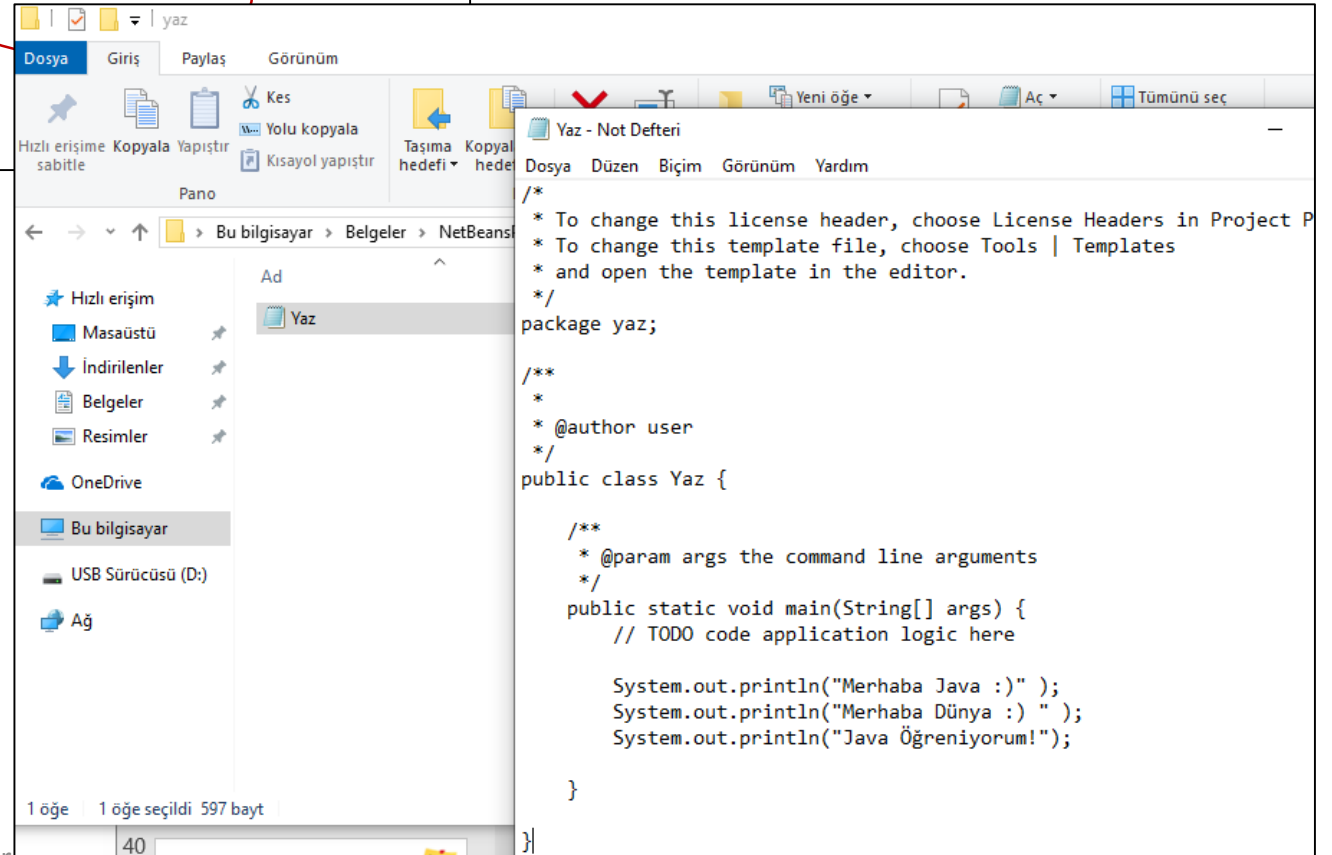 yaz
Dosya Giriş Paylaş Görünüm
Hızlı erişime sabitle
Kopyala
Yapıştır
Kes
Yolu kopyala
Kısayol yapıştır
Pano
Taşıma hedefi
Yeni öğe
Aç
Tümünü seç
Bu bilgisayar > Belgeler >
Ad
Yaz
Hızlı erişim
Masaüstü
İndirilenler
Belgeler
Resimler
OneDrive
Bu bilgisayar
USB Sürücüsü (D:)
Ağ
1 öğe 1 öğe seçildi 597 bayt
40
Yaz - Not Defteri
Dosya Düzen Biçim Görünüm Yardım
/*
 * To change this license header, choose License Headers in Project P
 * To change this template file, choose Tools | Templates
 * and open the template in the editor.
 */
package yaz;
/**
 *
 * @author user
 */
public class Yaz {
    /**
     * @param args the command line arguments
     */
    public static void main(String[] args) {
        // TODO code application logic here
        System.out.println("Merhaba Java :)" );
        System.out.println("Merhaba Dünya :) " );
        System.out.println("Java Öğreniyorum!");
    }
}